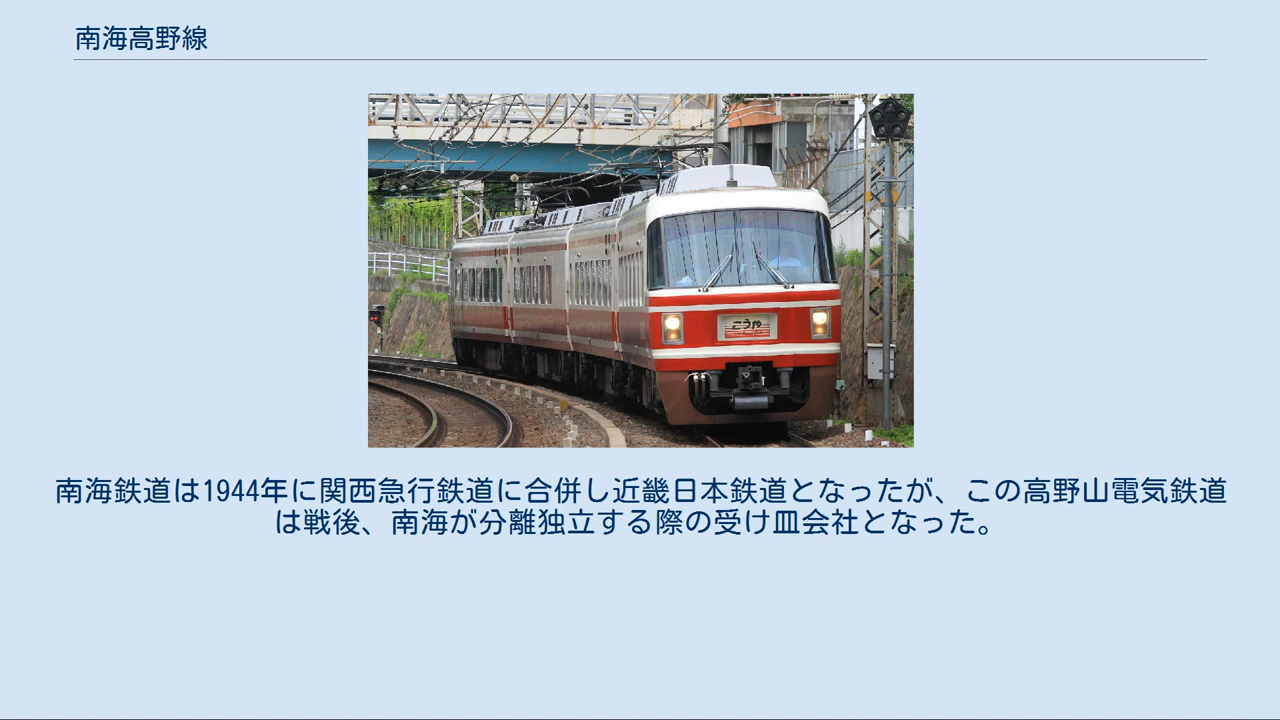 南海高野線
こうや
南海鉄道は1944年に関西急行鉄道に合併し近畿日本鉄道となったが、この高野山電気鉄道
は戦後、南海が分離独立する際の受け皿会社となった。